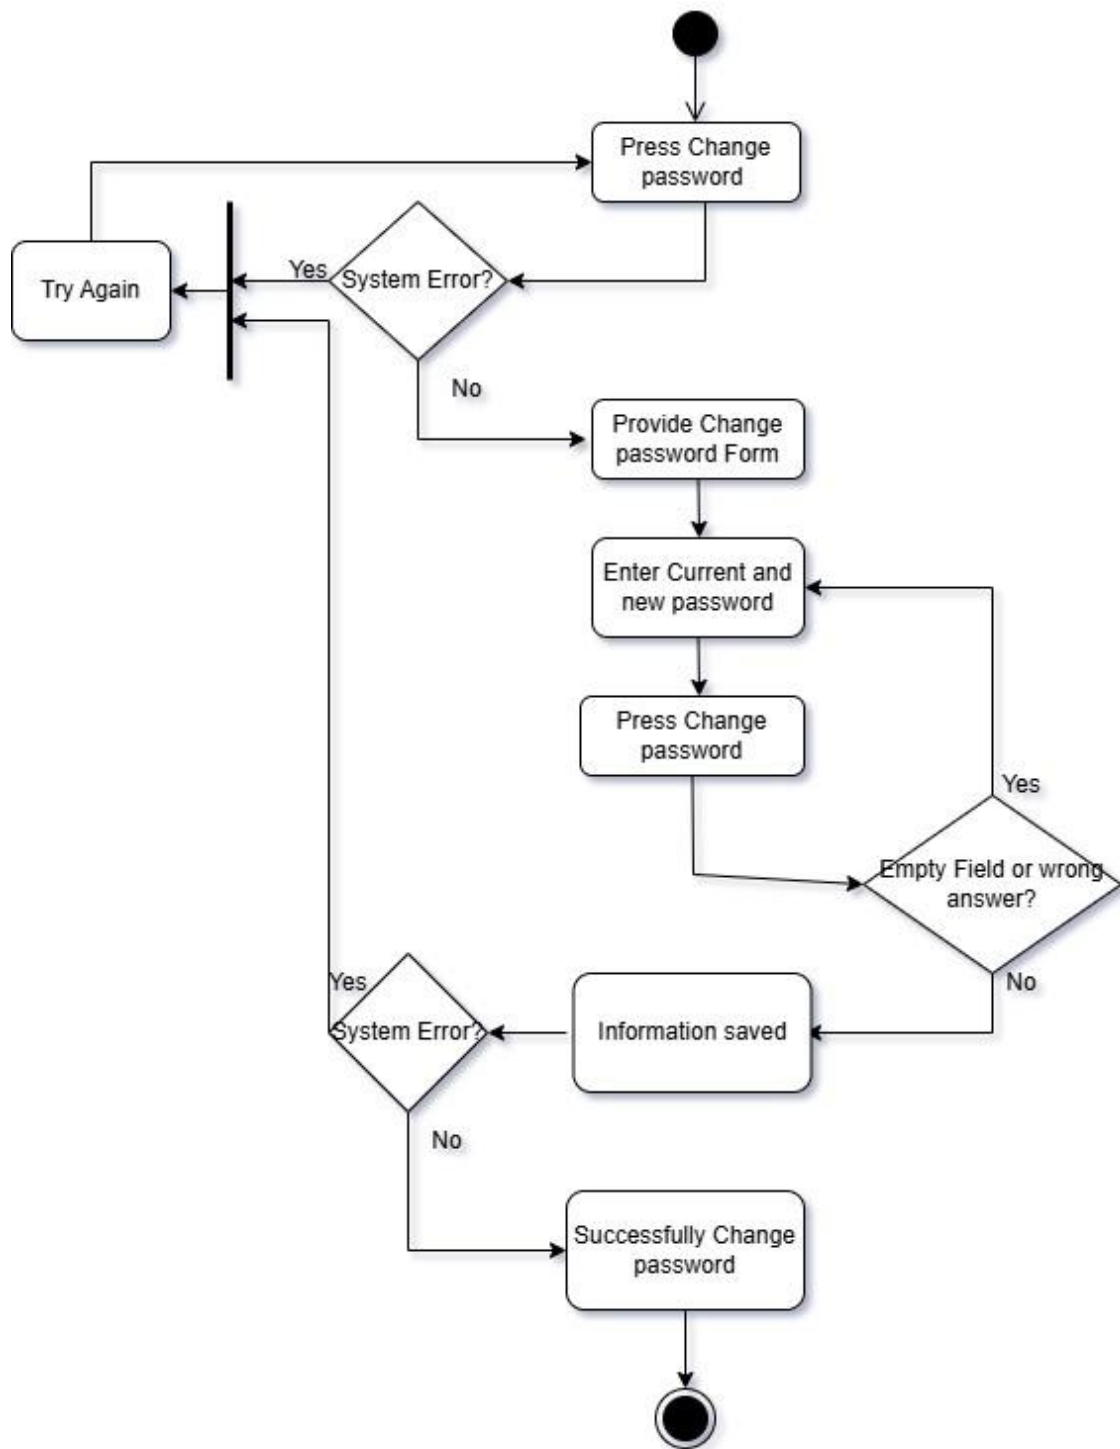 Press Change
password
Yes
System Error?
Try Again
No
Provide Change
password Form
Enter Current and
new password
Press Change
password
Yes
Empty Field or wrong
answer?
No
Yes
System Error?
Information saved
No
Successfully Change
password